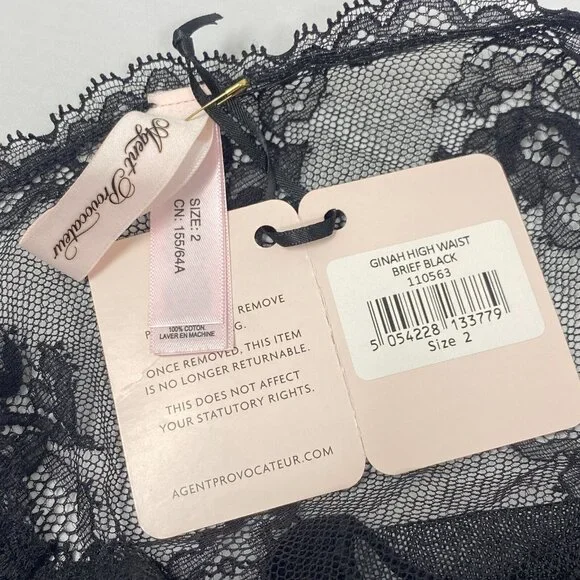 Agent Provocateur
SIZE: 2
CN: 155/64A
100% COTON
LAVER EN MACHINE
REMOVE
ONCE REMOVED, THIS ITEM
IS NO LONGER RETURNABLE.
THIS DOES NOT AFFECT
YOUR STATUTORY RIGHTS.
AGENTPROVOCATEUR.COM
GINAH HIGH WAIST
BRIEF BLACK
110563
5 054228 133779
Size 2